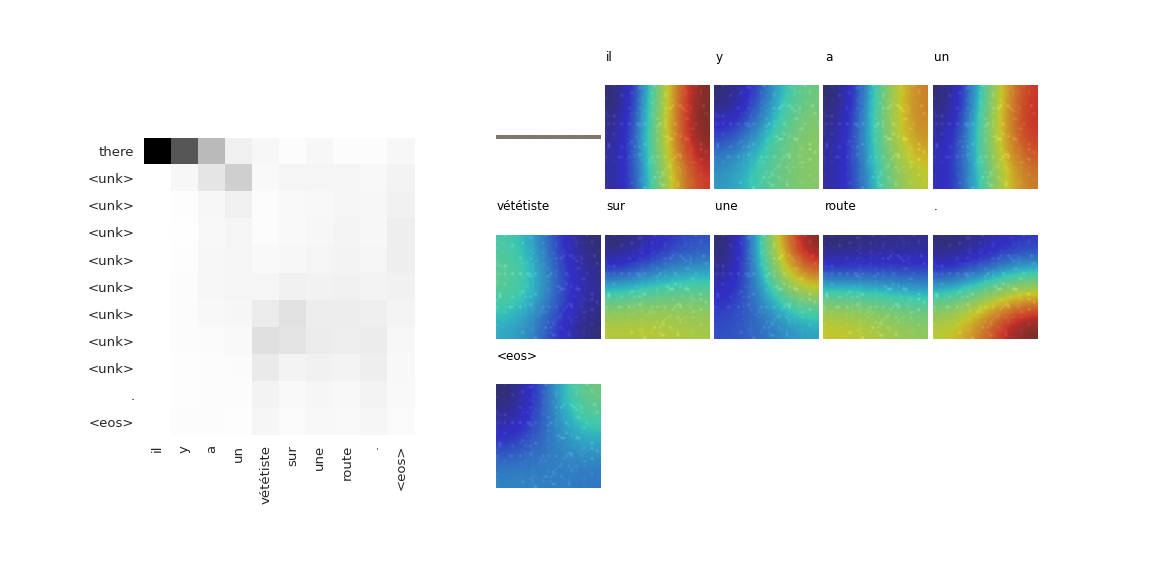 there
<unk>
<unk>
<unk>
<unk>
<unk>
<unk>
<unk>
<unk>
.
<eos>
il
y
a
un
vététiste
sur
une
route
.
<eos>
il y a un
vététiste sur une route .
<eos>